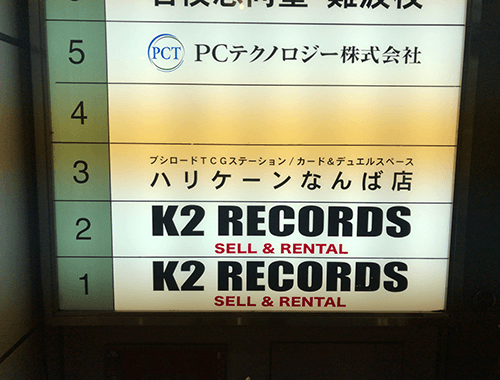 5 PCT PCテクノロジー株式会社
4
3 ブシロードTCGステーション/カード&デュエルスペース
ハリケーンなんば店
2 K2 RECORDS
SELL & RENTAL
1 K2 RECORDS
SELL & RENTAL